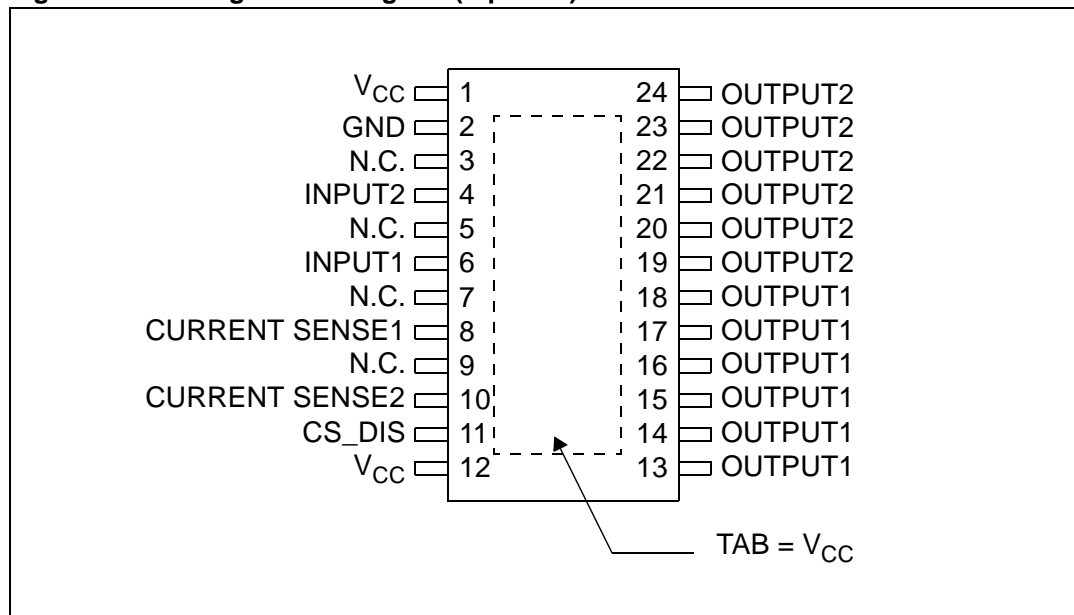 V_CC 1 24 OUTPUT2
GND 2 23 OUTPUT2
N.C. 3 22 OUTPUT2
INPUT2 4 21 OUTPUT2
N.C. 5 20 OUTPUT2
INPUT1 6 19 OUTPUT2
N.C. 7 18 OUTPUT1
CURRENT SENSE1 8 17 OUTPUT1
N.C. 9 16 OUTPUT1
CURRENT SENSE2 10 15 OUTPUT1
CS_DIS 11 14 OUTPUT1
V_CC 12 13 OUTPUT1
TAB = V_CC